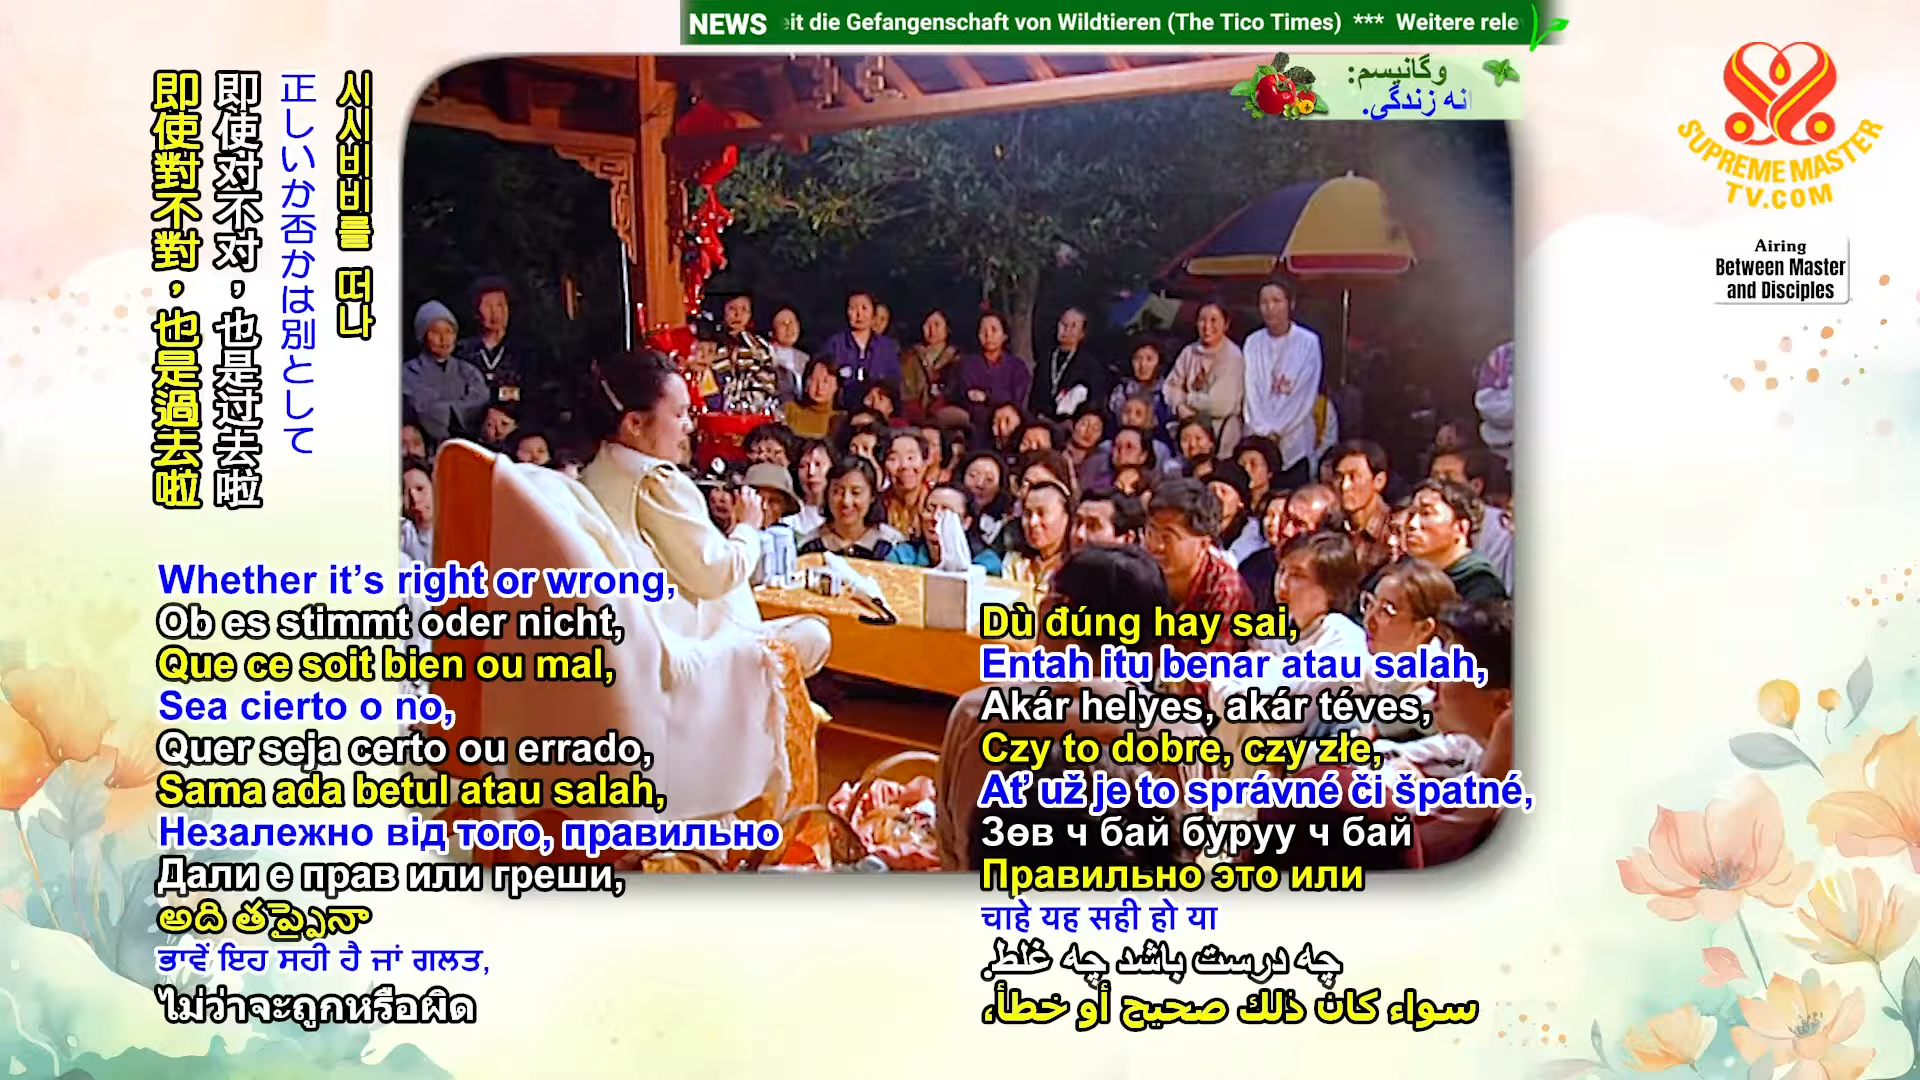 NEWS eit die Gefangenschaft von Wildtieren (The Tico Times) *** Weitere rele
وگانیسم:
انه زندگی.
SUPREME MASTER
TV.COM
Airing
Between Master
and Disciples
시시비비를 떠나
正しいか否かは別として
即使对不对，也是过去啦
即使對不對，也是過去啦
Whether it’s right or wrong,
Ob es stimmt oder nicht,
Que ce soit bien ou mal,
Sea cierto o no,
Quer seja certo ou errado,
Sama ada betul atau salah,
Незалежно від того, правильно
Дали е прав или греши,
అది తప్పైనా
ਭਾਵੇਂ ਇਹ ਸਹੀ ਹੈ ਜਾਂ ਗਲਤ,
ไม่ว่าจะถูกหรือผิด
Dù đúng hay sai,
Entah itu benar atau salah,
Akár helyes, akár téves,
Czy to dobre, czy złe,
Ať už je to správné či špatné,
Зөв ч бай буруу ч бай
Правильно это или
चाहे यह सही हो या
چه درست باشد چه غلط.
سواء كان ذلك صحيح أو خطأ،